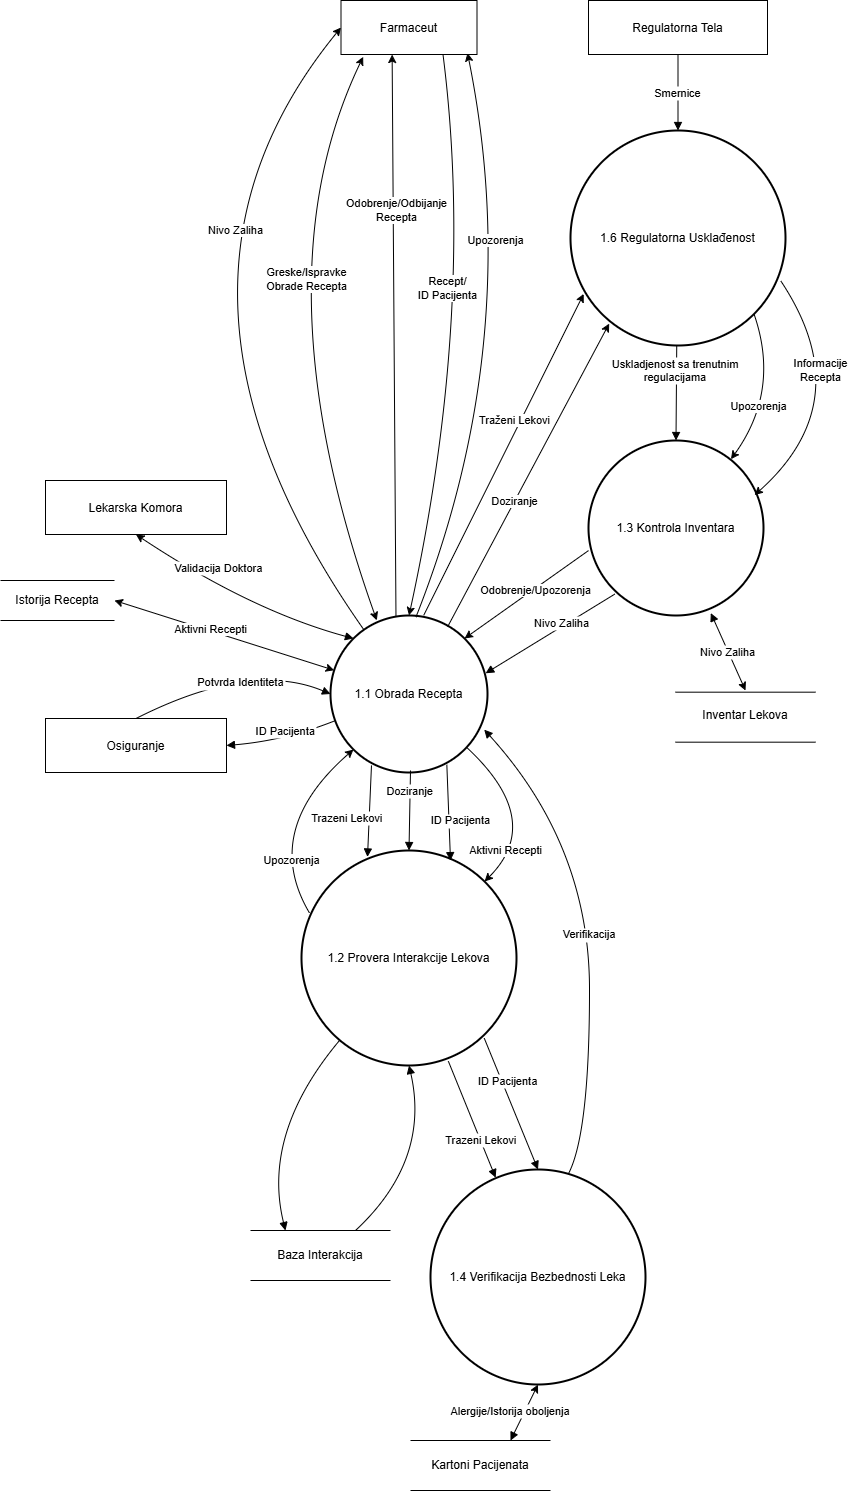 Farmaceut
Regulatorna Tela
Smernice
Nivo Zaliha
Greske/Ispravke
Obrade Recepta
Odobrenje/Odbijanje
Recepta
Recept/
ID Pacijenta
Upozorenja
1.6 Regulatorna Usklađenost
Traženi Lekovi
Doziranje
Uskladjenost sa trenutnim
regulacijama
Upozorenja
Informacije
Recepta
Lekarska Komora
Validacija Doktora
Istorija Recepta
Aktivni Recepti
1.3 Kontrola Inventara
Odobrenje/Upozorenja
Nivo Zaliha
Nivo Zaliha
Inventar Lekova
Potvrda Identiteta
1.1 Obrada Recepta
Osiguranje
ID Pacijenta
Upozorenja
Trazeni Lekovi
Doziranje
ID Pacijenta
Aktivni Recepti
1.2 Provera Interakcije Lekova
Verifikacija
ID Pacijenta
Trazeni Lekovi
Baza Interakcija
1.4 Verifikacija Bezbednosti Leka
Alergije/Istorija oboljenja
Kartoni Pacijenata